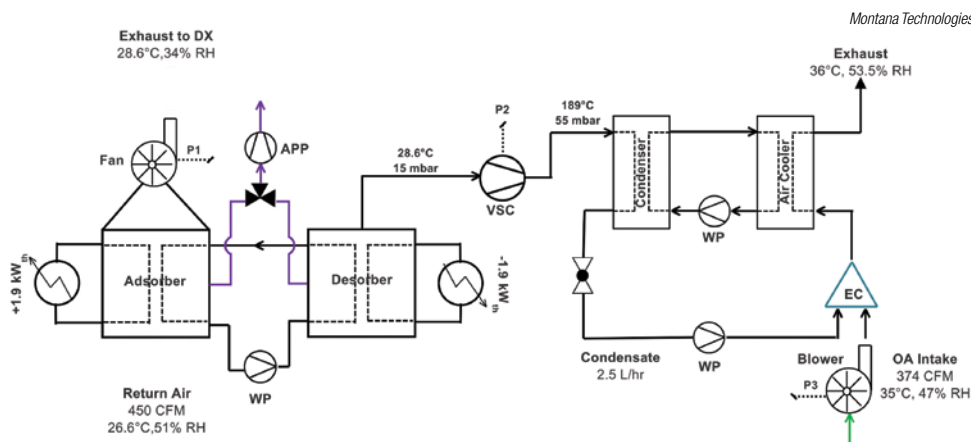 Montana Technologies
Exhaust to DX
28.6°C,34% RH
Exhaust
36°C, 53.5% RH
P2
189°C
55 mbar
Fan
P1
APP
28.6°C
15 mbar
VSC
Condenser
Air Cooler
WP
+1.9 kWth
Adsorber
Desorber
-1.9 kWth
EC
WP
Condensate
2.5 L/hr
WP
Blower
P3
OA Intake
374 CFM
35°C, 47% RH
Return Air
450 CFM
26.6°C,51% RH